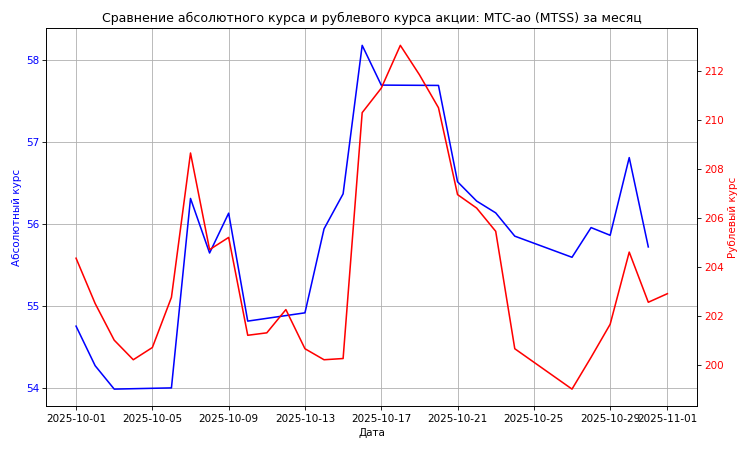 Сравнение абсолютного курса и рублевого курса акции: МТС-ао (MTSS) за месяц
58
57
56
55
54
Абсолютный курс
212
210
208
206
204
202
200
Рублевый курс
2025-10-01 2025-10-05 2025-10-09 2025-10-13 2025-10-17 2025-10-21 2025-10-25 2025-10-29 2025-11-01
Дата